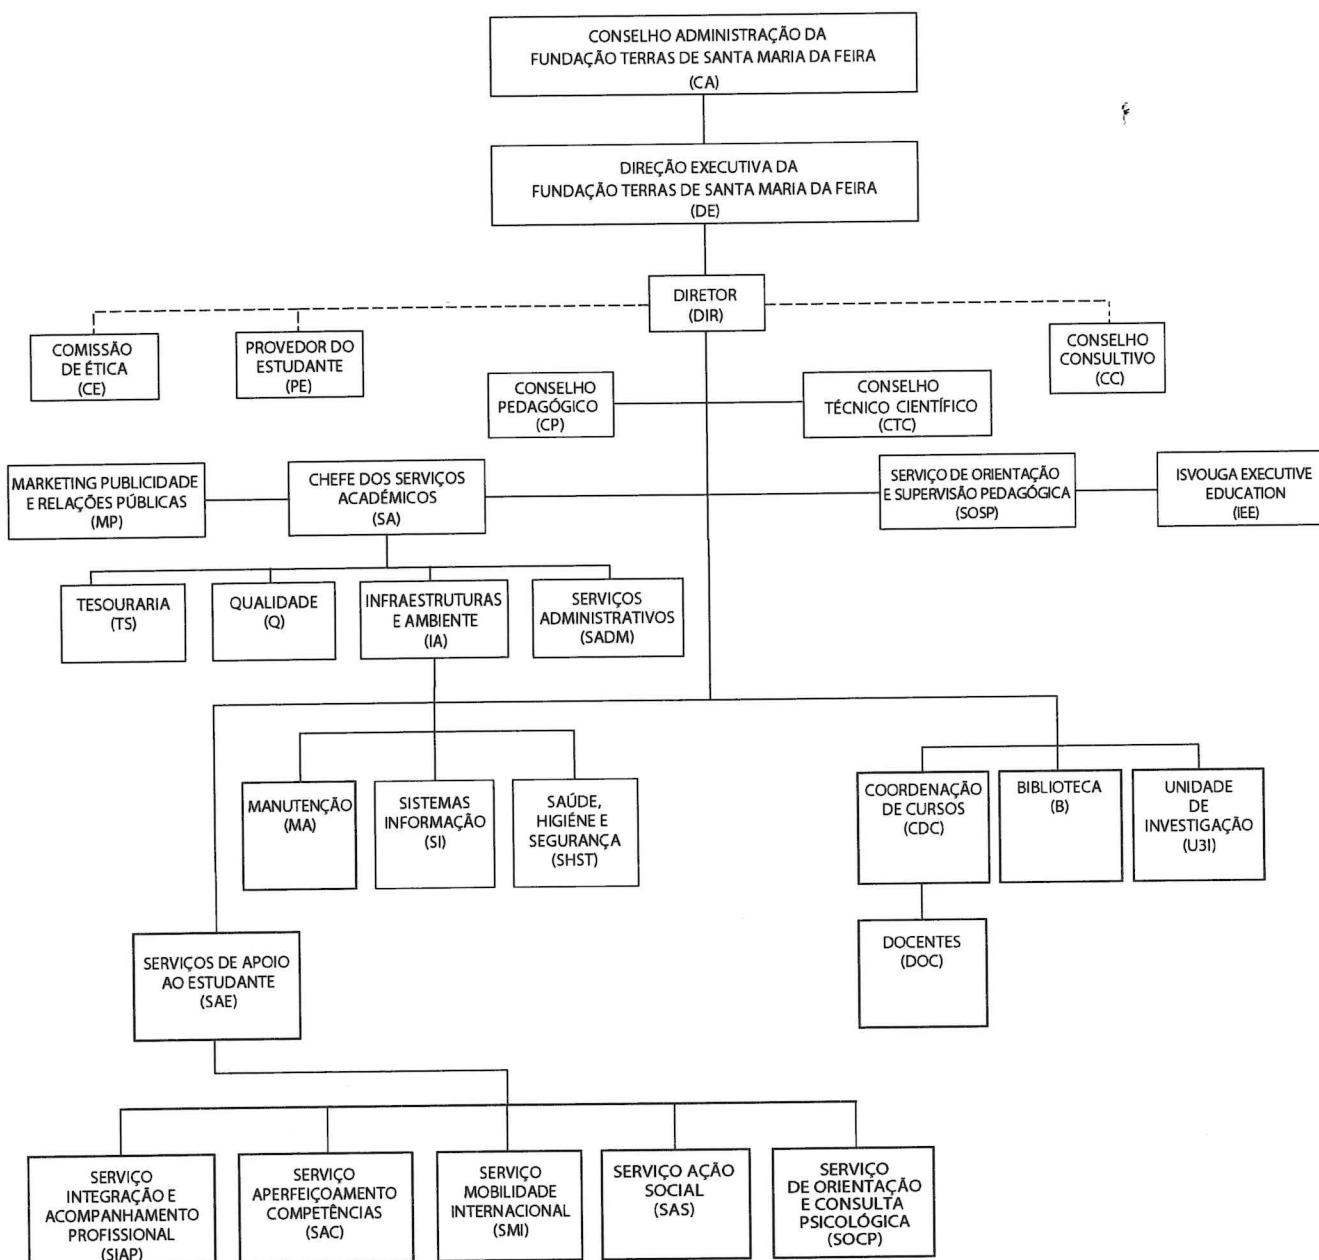 CONSELHO ADMINISTRAÇÃO DA
FUNDAÇÃO TERRAS DE SANTA MARIA DA FEIRA
(CA)
DIREÇÃO EXECUTIVA DA
FUNDAÇÃO TERRAS DE SANTA MARIA DA FEIRA
(DE)
DIRETOR
(DIR)
COMISSÃO
DE ÉTICA
(CE)
PROVEDOR DO
ESTUDANTE
(PE)
CONSELHO
CONSULTIVO
(CC)
CONSELHO
PEDAGÓGICO
(CP)
CONSELHO
TÉCNICO CIENTÍFICO
(CTC)
MARKETING PUBLICIDADE
E RELAÇÕES PÚBLICAS
(MP)
CHEFE DOS SERVIÇOS
ACADÉMICOS
(SA)
SERVIÇO DE ORIENTAÇÃO
E SUPERVISÃO PEDAGÓGICA
(SOSP)
ISVOUGA EXECUTIVE
EDUCATION
(IEE)
TESOURARIA
(TS)
QUALIDADE
(Q)
INFRAESTRUTURAS
E AMBIENTE
(IA)
SERVIÇOS
ADMINISTRATIVOS
(SADM)
MANUTENÇÃO
(MA)
SISTEMAS
INFORMAÇÃO
(SI)
SAÚDE,
HIGIÉNE E
SEGURANÇA
(SHST)
COORDENAÇÃO
DE CURSOS
(CDC)
BIBLIOTECA
(B)
UNIDADE
DE
INVESTIGAÇÃO
(U3I)
DOCENTES
(DOC)
SERVIÇOS DE APOIO
AO ESTUDANTE
(SAE)
SERVIÇO
INTEGRAÇÃO E
ACOMPANHAMENTO
PROFISSIONAL
(SIAP)
SERVIÇO
APERFEIÇOAMENTO
COMPETÊNCIAS
(SAC)
SERVIÇO
MOBILIDADE
INTERNACIONAL
(SMI)
SERVIÇO AÇÃO
SOCIAL
(SAS)
SERVIÇO
DE ORIENTAÇÃO
E CONSULTA
PSICOLÓGICA
(SOCP)